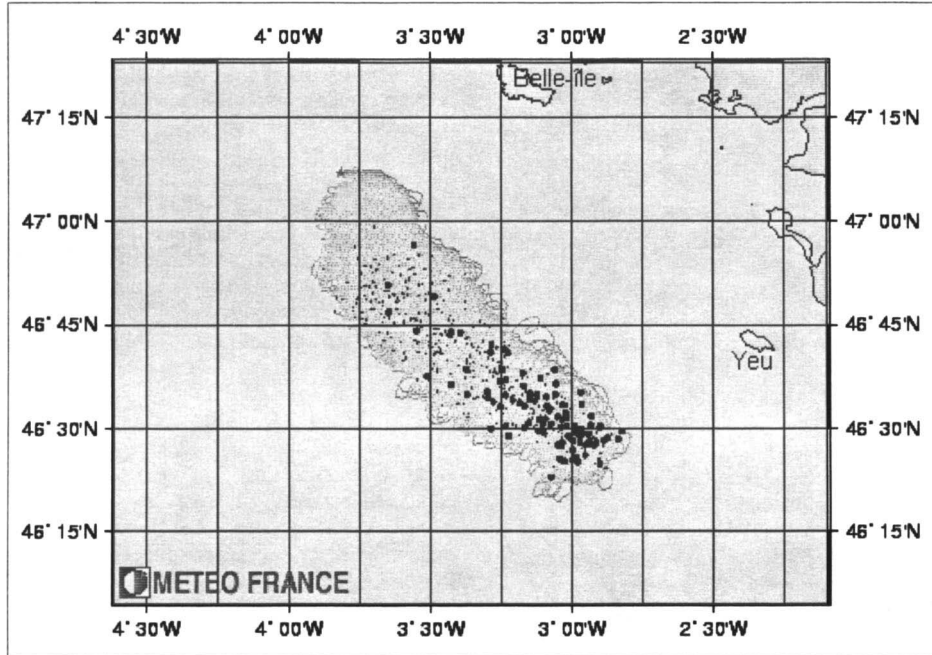 4° 30'W 4° 00'W 3° 30'W 3° 00'W 2° 30'W
Belle-île
47° 15'N 47° 15'N
47° 00'N 47° 00'N
46° 45'N 46° 45'N
Yeu
46° 30'N 46° 30'N
46° 15'N 46° 15'N
METEO FRANCE
4° 30'W 4° 00'W 3° 30'W 3° 00'W 2° 30'W